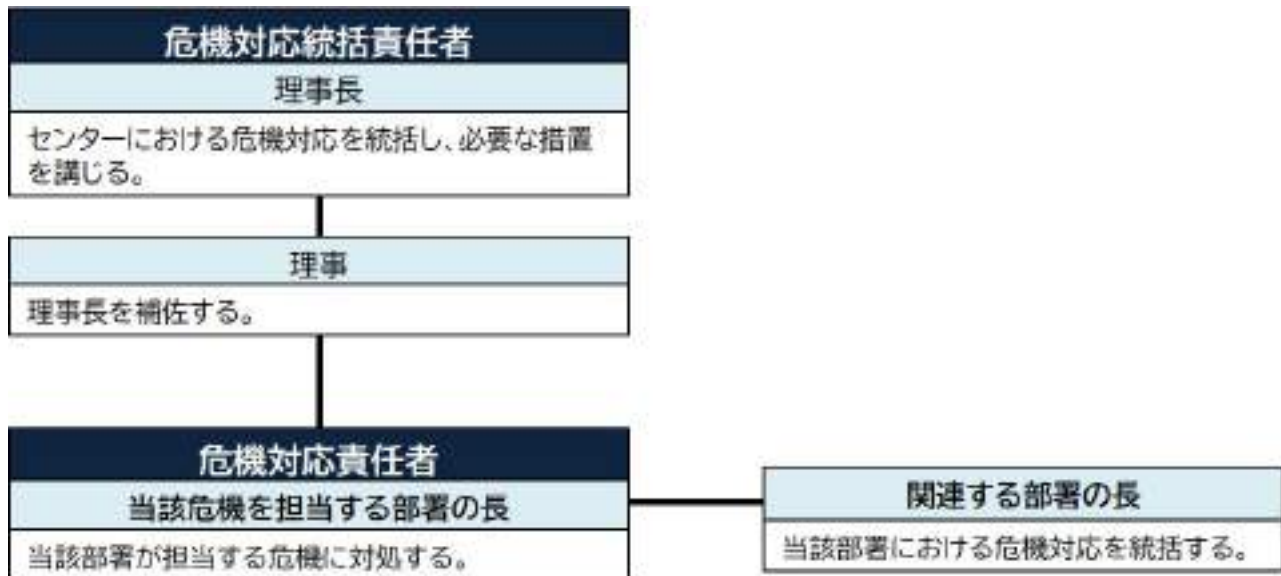 危機対応統括責任者
理事長
センターにおける危機対応を統括し、必要な措置
を講じる。
理事
理事長を補佐する。
危機対応責任者
当該危機を担当する部署の長
当該部署が担当する危機に対処する。
関連する部署の長
当該部署における危機対応を統括する。